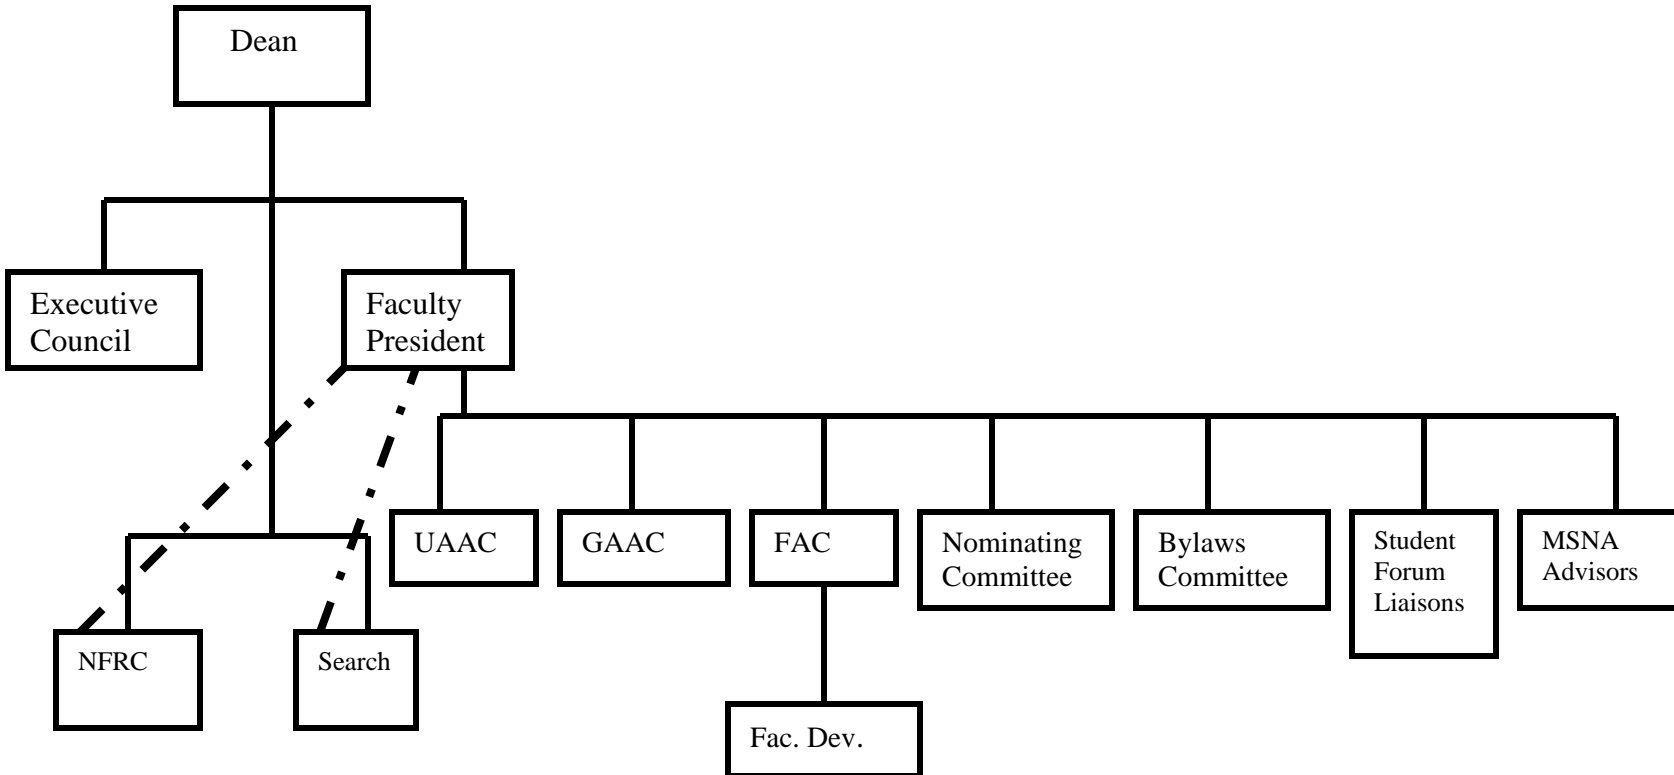 Dean
Executive
Council
Faculty
President
UAAC
GAAC
FAC
Nominating
Committee
Bylaws
Committee
Student
Forum
Liaisons
MSNA
Advisors
NFRC
Search
Fac. Dev.